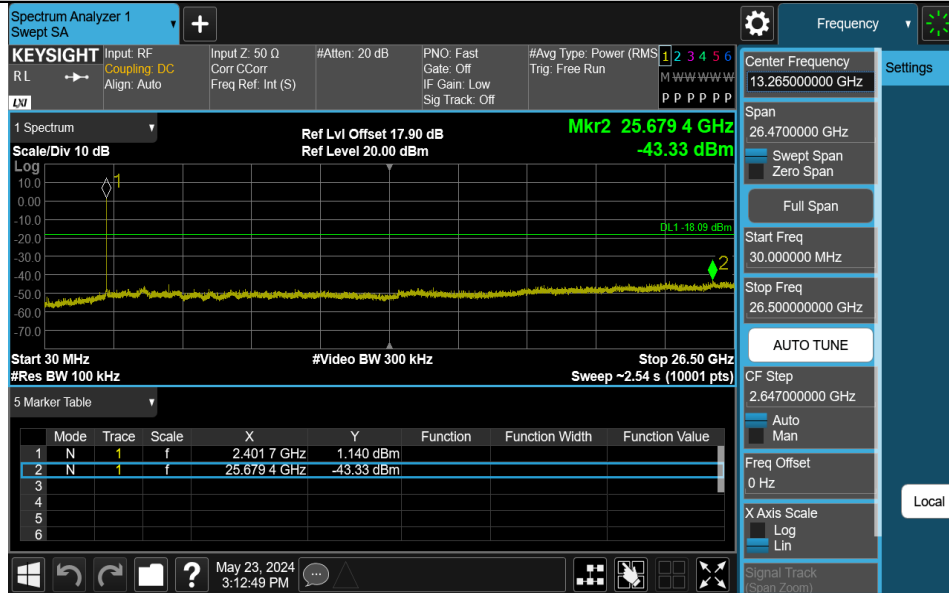 Spectrum Analyzer 1
Swept SA
Frequency
KEYSIGHT
RL
LXI
Input: RF
Coupling: DC
Align: Auto
Input Z: 50 Ω
Corr CCorr
Freq Ref: Int (S)
#Atten: 20 dB
PNO: Fast
Gate: Off
IF Gain: Low
Sig Track: Off
#Avg Type: Power (RMS
Trig: Free Run
1 2 3 4 5 6
M W W W W W
P P P P P P
1 Spectrum
Scale/Div 10 dB
Ref Lvl Offset 17.90 dB
Ref Level 20.00 dBm
Mkr2 25.679 4 GHz
-43.33 dBm
Log
10.0
0.00
-10.0
-20.0
-30.0
-40.0
-50.0
-60.0
-70.0
1
DL1 -18.09 dBm
2
Start 30 MHz
#Video BW 300 kHz
Stop 26.50 GHz
#Res BW 100 kHz
Sweep ~2.54 s (10001 pts)
5 Marker Table
Mode Trace Scale X Y Function Function Width Function Value
1 N 1 f 2.401 7 GHz 1.140 dBm
2 N 1 f 25.679 4 GHz -43.33 dBm
3
4
5
6
May 23, 2024
3:12:49 PM
?
Center Frequency
13.265000000 GHz
Span
26.4700000 GHz
Swept Span
Zero Span
Full Span
Start Freq
30.000000 MHz
Stop Freq
26.500000000 GHz
AUTO TUNE
CF Step
2.647000000 GHz
Auto
Man
Freq Offset
0 Hz
X Axis Scale
Log
Lin
Signal Track
(Span Zoom)
Settings
Local